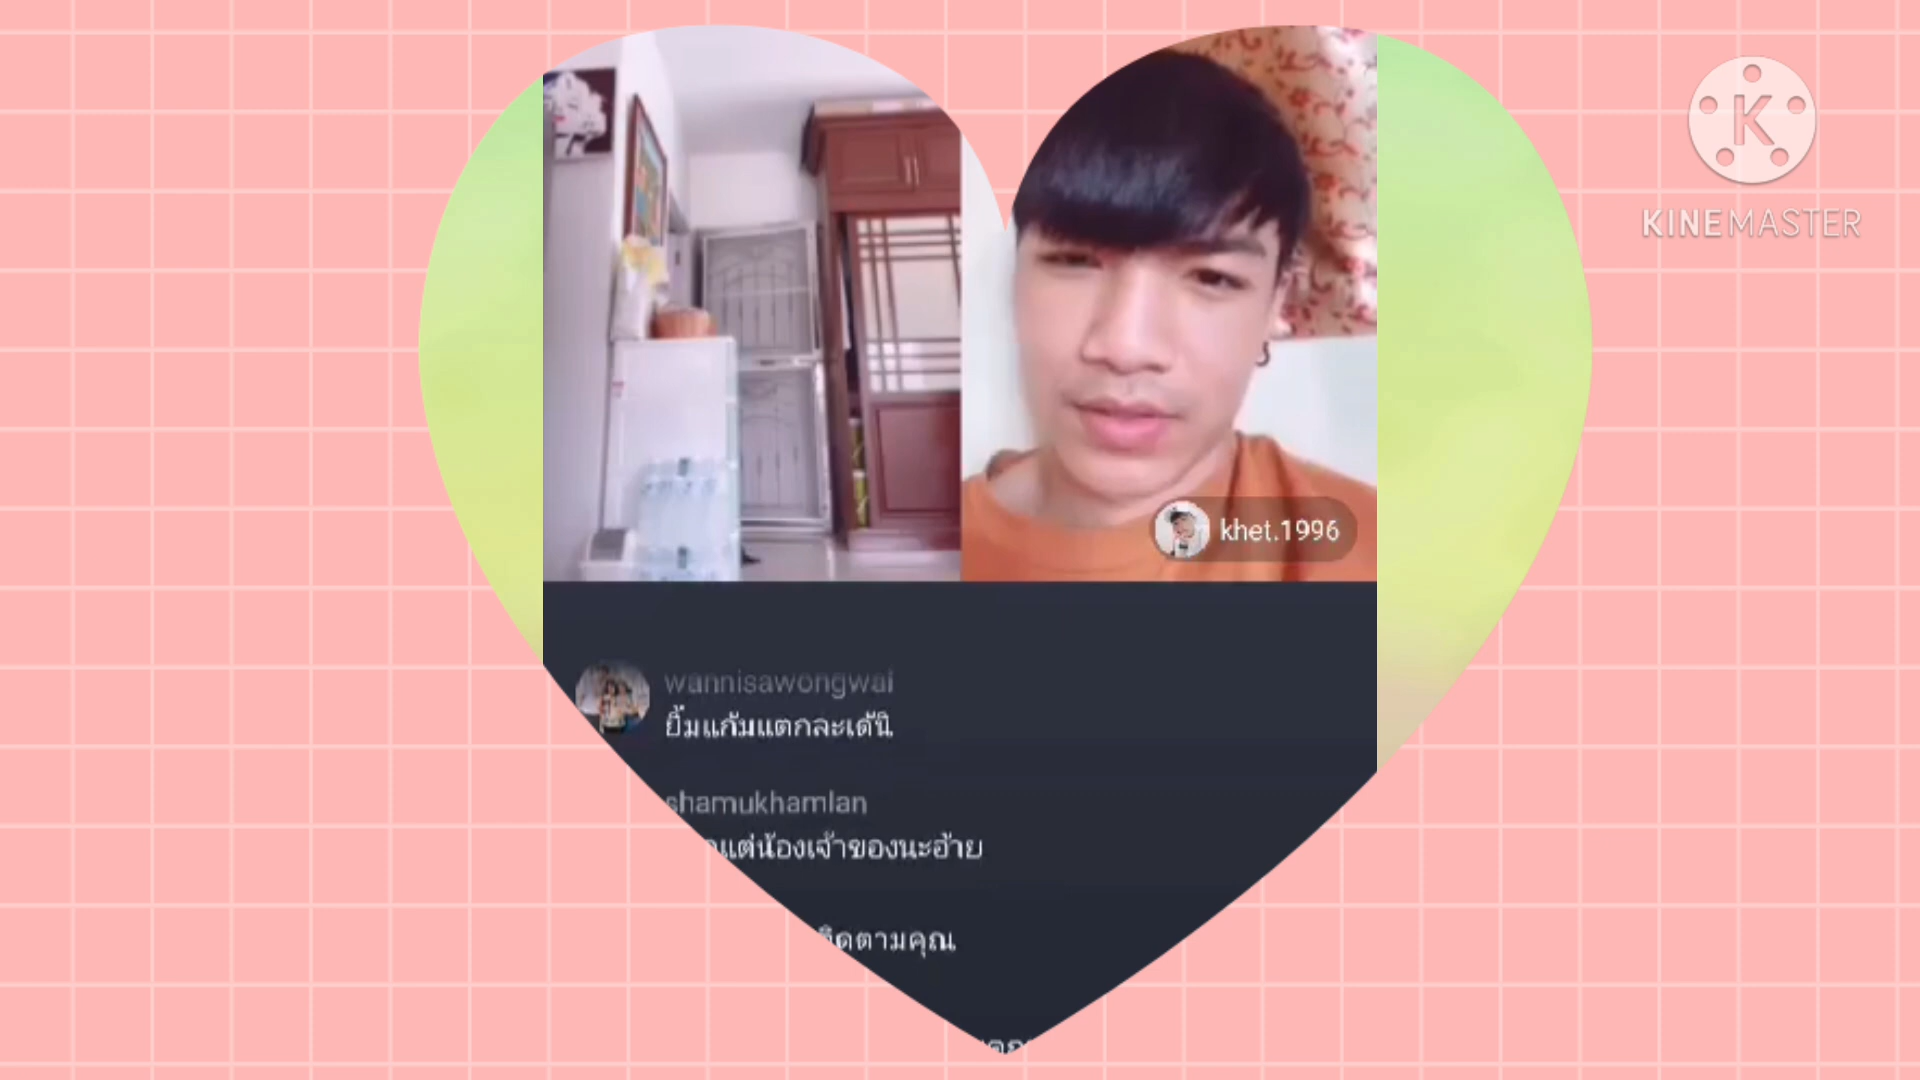 KINEMASTER
khet.1996
wannisawongwai
ยิ้มแก้มแตกละเด้นิ
shamukhamlan
แต่น้องเจ้าของนะอ้าย
ติดตามคุณ